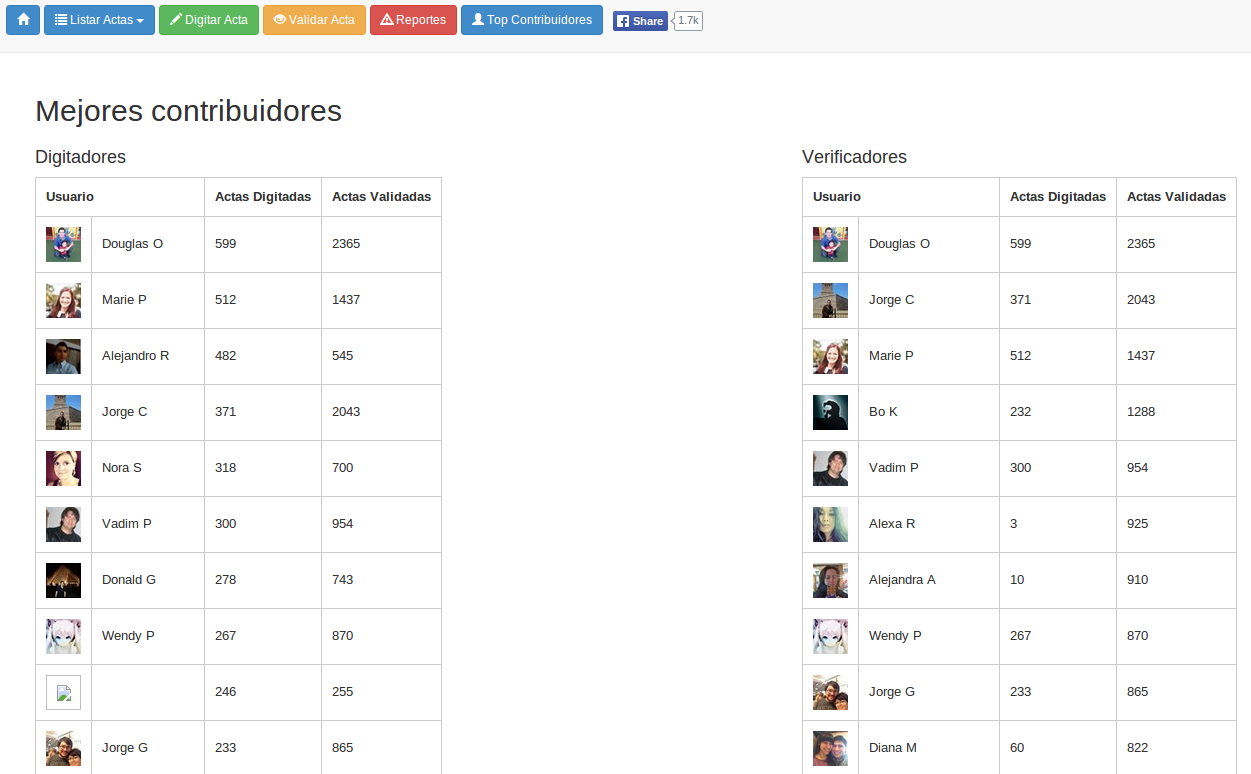 Listar Actas Digitar Acta Validar Acta Reportes Top Contribuidores Share 1.7k
Mejores contribuidores
Digitadores
Usuario Actas Digitadas Actas Validadas
Douglas O 599 2365
Marie P 512 1437
Alejandro R 482 545
Jorge C 371 2043
Nora S 318 700
Vadim P 300 954
Donald G 278 743
Wendy P 267 870
246 255
Jorge G 233 865
Verificadores
Usuario Actas Digitadas Actas Validadas
Douglas O 599 2365
Jorge C 371 2043
Marie P 512 1437
Bo K 232 1288
Vadim P 300 954
Alexa R 3 925
Alejandra A 10 910
Wendy P 267 870
Jorge G 233 865
Diana M 60 822